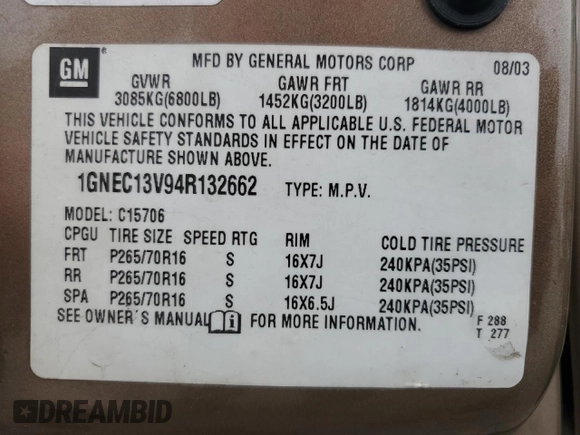 GM
MFD BY GENERAL MOTORS CORP 08/03
GVWR GAWR FRT GAWR RR
3085KG(6800LB) 1452KG(3200LB) 1814KG(4000LB)
THIS VEHICLE CONFORMS TO ALL APPLICABLE U.S. FEDERAL MOTOR
VEHICLE SAFETY STANDARDS IN EFFECT ON THE DATE OF
MANUFACTURE SHOWN ABOVE.
1GNEC13V94R132662 TYPE: M.P.V.
MODEL: C15706
CPGU TIRE SIZE SPEED RTG RIM COLD TIRE PRESSURE
FRT P265/70R16 S 16X7J 240KPA(35PSI)
RR P265/70R16 S 16X7J 240KPA(35PSI)
SPA P265/70R16 S 16X6.5J 240KPA(35PSI)
SEE OWNER'S MANUAL i FOR MORE INFORMATION. F 288
T 277
DREAMBID